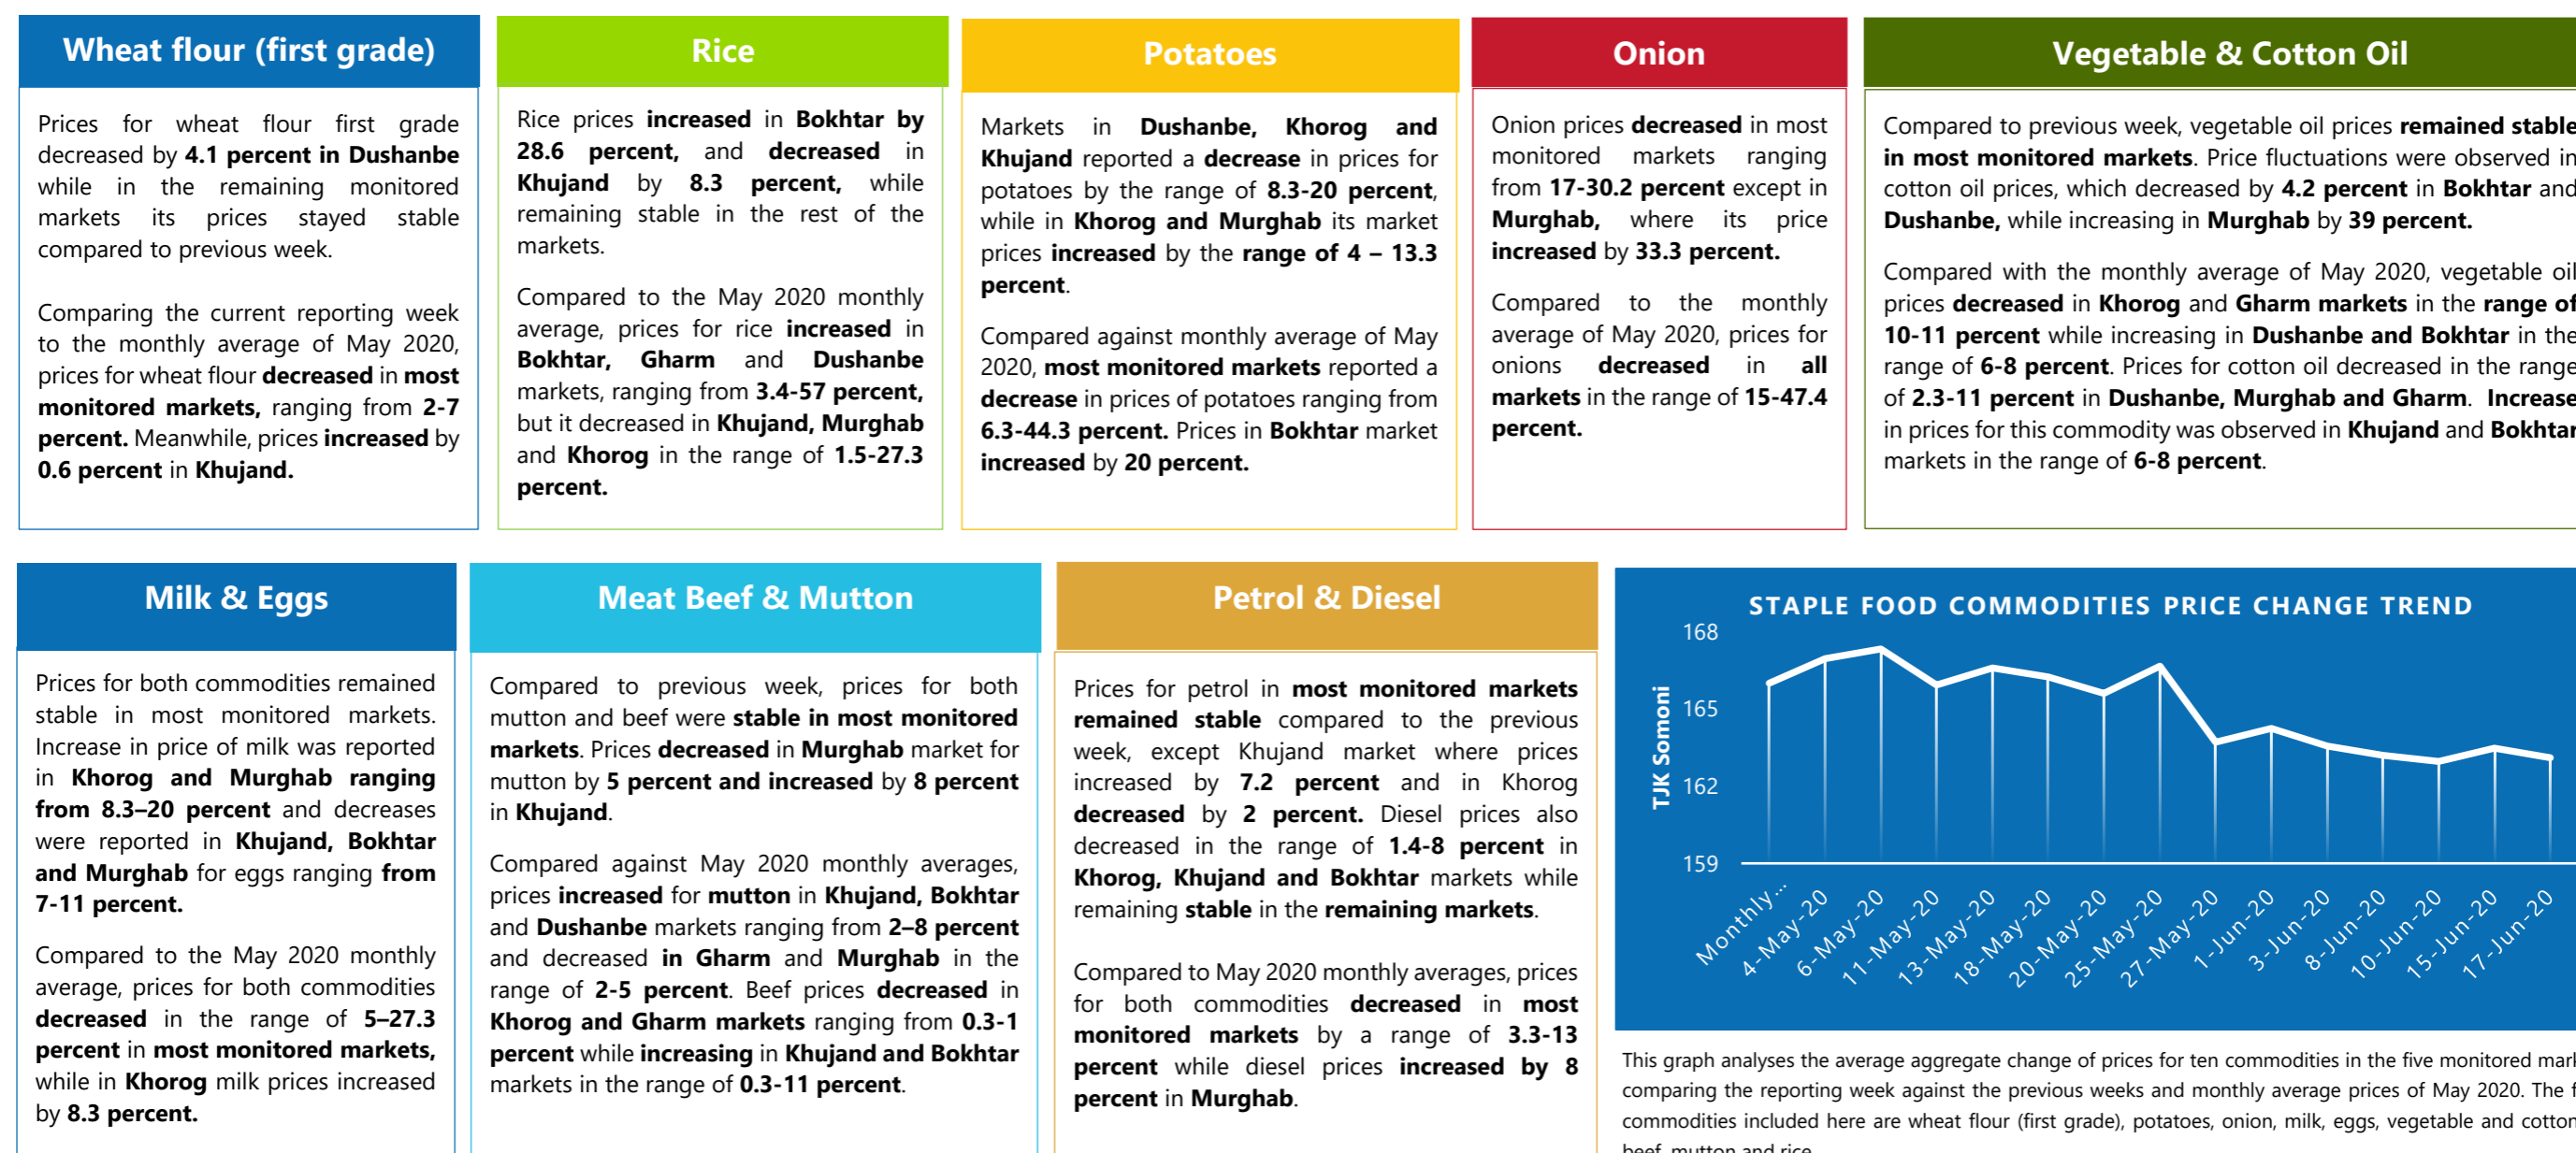 Wheat flour (first grade)
Prices for wheat flour first grade
decreased by 4.1 percent in Dushanbe
while in the remaining monitored
markets its prices stayed stable
compared to previous week.
Comparing the current reporting week
to the monthly average of May 2020,
prices for wheat flour decreased in most
monitored markets, ranging from 2-7
percent. Meanwhile, prices increased by
0.6 percent in Khujand.
Rice
Rice prices increased in Bokhtar by
28.6 percent, and decreased in
Khujand by 8.3 percent, while
remaining stable in the rest of the
markets.
Compared to the May 2020 monthly
average, prices for rice increased in
Bokhtar, Gharm and Dushanbe
markets, ranging from 3.4-57 percent,
but it decreased in Khujand, Murghab
and Khorog in the range of 1.5-27.3
percent.
Potatoes
Markets in Dushanbe, Khorog and
Khujand reported a decrease in prices for
potatoes by the range of 8.3-20 percent,
while in Khorog and Murghab its market
prices increased by the range of 4 – 13.3
percent.
Compared against monthly average of May
2020, most monitored markets reported a
decrease in prices of potatoes ranging from
6.3-44.3 percent. Prices in Bokhtar market
increased by 20 percent.
Onion
Onion prices decreased in most
monitored markets ranging
from 17-30.2 percent except in
Murghab, where its price
increased by 33.3 percent.
Compared to the monthly
average of May 2020, prices for
onions decreased in all
markets in the range of 15-47.4
percent.
Vegetable & Cotton Oil
Compared to previous week, vegetable oil prices remained stable
in most monitored markets. Price fluctuations were observed in
cotton oil prices, which decreased by 4.2 percent in Bokhtar and
Dushanbe, while increasing in Murghab by 39 percent.
Compared with the monthly average of May 2020, vegetable oil
prices decreased in Khorog and Gharm markets in the range of
10-11 percent while increasing in Dushanbe and Bokhtar in the
range of 6-8 percent. Prices for cotton oil decreased in the range
of 2.3-11 percent in Dushanbe, Murghab and Gharm. Increase
in prices for this commodity was observed in Khujand and Bokhtar
markets in the range of 6-8 percent.
Milk & Eggs
Prices for both commodities remained
stable in most monitored markets.
Increase in price of milk was reported
in Khorog and Murghab ranging
from 8.3–20 percent and decreases
were reported in Khujand, Bokhtar
and Murghab for eggs ranging from
7-11 percent.
Compared to the May 2020 monthly
average, prices for both commodities
decreased in the range of 5–27.3
percent in most monitored markets,
while in Khorog milk prices increased
by 8.3 percent.
Meat Beef & Mutton
Compared to previous week, prices for both
mutton and beef were stable in most monitored
markets. Prices decreased in Murghab market for
mutton by 5 percent and increased by 8 percent
in Khujand.
Compared against May 2020 monthly averages,
prices increased for mutton in Khujand, Bokhtar
and Dushanbe markets ranging from 2–8 percent
and decreased in Gharm and Murghab in the
range of 2-5 percent. Beef prices decreased in
Khorog and Gharm markets ranging from 0.3-1
percent while increasing in Khujand and Bokhtar
markets in the range of 0.3-11 percent.
Petrol & Diesel
Prices for petrol in most monitored markets
remained stable compared to the previous
week, except Khujand market where prices
increased by 7.2 percent and in Khorog
decreased by 2 percent. Diesel prices also
decreased in the range of 1.4-8 percent in
Khorog, Khujand and Bokhtar markets while
remaining stable in the remaining markets.
Compared to May 2020 monthly averages, prices
for both commodities decreased in most
monitored markets by a range of 3.3-13
percent while diesel prices increased by 8
percent in Murghab.
STAPLE FOOD COMMODITIES PRICE CHANGE TREND
TJK Somoni
168
165
162
159
Monthly...
4-May-20
6-May-20
11-May-20
13-May-20
18-May-20
20-May-20
25-May-20
27-May-20
1-Jun-20
3-Jun-20
8-Jun-20
10-Jun-20
15-Jun-20
17-Jun-20
This graph analyses the average aggregate change of prices for ten commodities in the five monitored
comparing the reporting week against the previous weeks and monthly average prices of May 2020. The
commodities included here are wheat flour (first grade), potatoes, onion, milk, eggs, vegetable and cotton
beef, mutton and rice